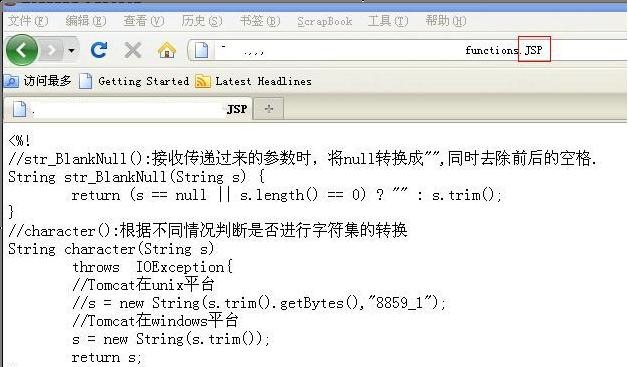 文件(F) 编辑(E) 查看(V) 历史(S) 书签(B) ScrapBook 工具(T) 帮助(H)
functions.JSP
访问最多 Getting Started Latest Headlines
JSP
<%!
//str_BlankNull():接收传递过来的参数时，将null转换成"",同时去除前后的空格.
String str_BlankNull(String s) {
return (s == null || s.length() == 0) ? "" : s.trim();
}
//character():根据不同情况判断是否进行字符集的转换
String character(String s)
throws IOException{
//Tomcat在unix平台
//s = new String(s.trim().getBytes(),"8859_1");
//Tomcat在windows平台
s = new String(s.trim());
return s;